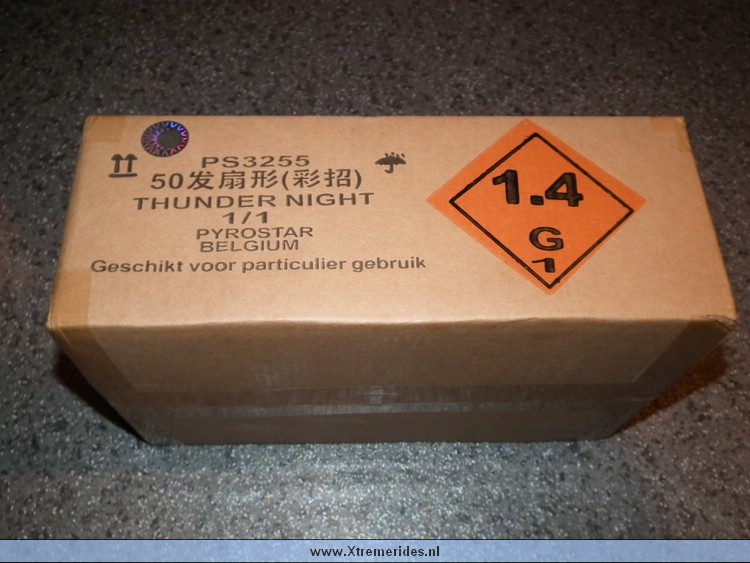 PS3255
50发扇形(彩招)
THUNDER NIGHT
1/1
PYROSTAR
BELGIUM
Geschikt voor particulier gebruik
1.4
G
1
www.Xtremerides.nl